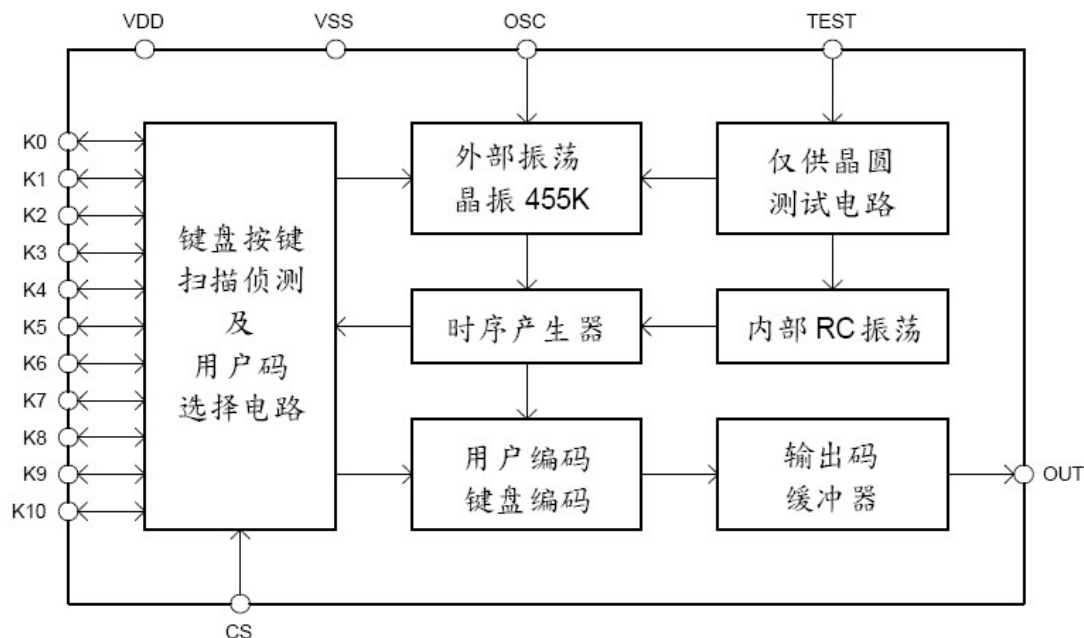 VDD
VSS
OSC
TEST
K0
K1
K2
K3
K4
K5
K6
K7
K8
K9
K10
键盘按键
扫描侦测
及
用户码
选择电路
外部振荡
晶振 455K
仅供晶圆
测试电路
时序产生器
内部 RC 振荡
用户编码
键盘编码
输出码
缓冲器
OUT
CS